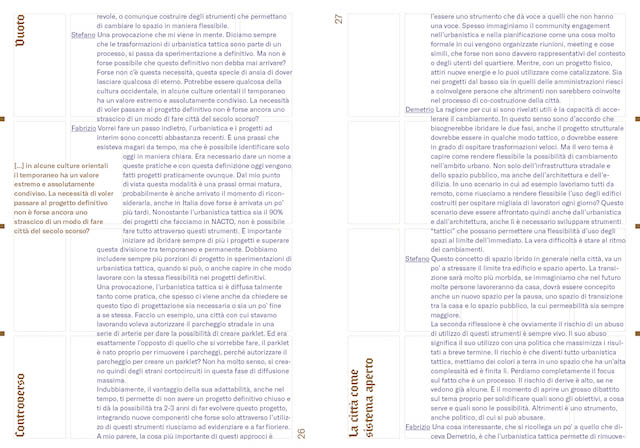 Vuoto
revole, o comunque costruire degli strumenti che permettano
di cambiare lo spazio in maniera flessibile.
Stefano Una provocazione che mi viene in mente. Diciamo sempre
che le trasformazioni di urbanistica tattica sono parte di un
processo, si passa da sperimentazione a definitivo. Ma non è
forse possibile che questo definitivo non debba mai arrivare?
Forse non c'è questa necessità, questa specie di ansia di dover
lasciare qualcosa di eterno. Potrebbe essere qualcosa della
cultura occidentale, in alcune culture orientali il temporaneo
ha un valore estremo e assolutamente condiviso. La necessità
di voler passare al progetto definitivo non è forse ancora uno
strascico di un modo di fare città del secolo scorso?
Fabrizio Vorrei fare un passo indietro, l'urbanistica e i progetti ad
interim sono concetti abbastanza recenti. È una prassi che
esisteva magari da tempo, ma che è possibile identificare solo
oggi in maniera chiara. Era necessario dare un nome a
queste pratiche e con questa definizione oggi vengono
fatti progetti praticamente ovunque. Dal mio punto
di vista questa modalità è una prassi ormai matura,
probabilmente è anche arrivato il momento di ricon-
siderarla, anche in Italia dove forse è arrivata un po'
più tardi. Nonostante l'urbanistica tattica sia il 90%
dei progetti che facciamo in NACTO, non è possibile
fare tutto attraverso questi strumenti. È importante
iniziare ad ibridare sempre di più i progetti e superare
questa divisione tra temporaneo e permanente. Dobbiamo
includere sempre più porzioni di progetto in sperimentazioni di
urbanistica tattica, quando si può, o anche capire in che modo
lavorare con la stessa flessibilità nei progetti definitivi.
Una provocazione, l'urbanistica tattica si è diffusa talmente
tanto come pratica, che spesso ci viene anche da chiedere se
questo tipo di progettazione sia necessaria o sia un po' fine
a se stessa. Faccio un esempio, una città con cui stavamo
lavorando voleva autorizzare il parcheggio stradale in una
serie di arterie per dare la possibilità di creare parklet. Ed era
esattamente l'opposto di quello che si vorrebbe fare, il parklet
è nato proprio per rimuovere i parcheggi, perché autorizzare il
parcheggio per creare un parklet? Non ha molto senso, si crea-
no quindi degli strani cortocircuiti in questa fase di diffusione
massima.
Indubbiamente, il vantaggio della sua adattabilità, anche nel
tempo, ti permette di non avere un progetto definitivo chiuso e
ti dà la possibilità tra 2-3 anni di far evolvere questo progetto,
integrando nuove componenti che forse solo attraverso l'utiliz-
zo di questi strumenti riusciamo ad evidenziare e a far fiorire.
A mio parere, la cosa più importante di questi approcci è
[...] in alcune culture orientali
il temporaneo ha un valore
estremo e assolutamente
condiviso. La necessità di voler
passare al progetto definitivo
non è forse ancora uno
strascico di un modo di fare
città del secolo scorso?
Controverso
26
27
l'essere uno strumento che dà voce a quelli che non hanno
una voce. Spesso immaginiamo il community engagement
nell'urbanistica e nella pianificazione come una cosa molto
formale in cui vengono organizzate riunioni, meeting e cose
simili, che forse non sono davvero rappresentativi del contesto
o degli utenti del quartiere. Mentre, con un progetto fisico,
attiri nuove energie e lo puoi utilizzare come catalizzatore. Sia
nei progetti dal basso sia in quelli delle amministrazioni riesci
a coinvolgere persone che altrimenti non sarebbero coinvolte
nel processo di co-costruzione della città.
Demetrio La ragione per cui si sono rivelati utili è la capacità di acce-
lerare il cambiamento. In questo senso sono d'accordo che
bisognerebbe ibridare le due fasi, anche il progetto strutturale
dovrebbe essere in qualche modo tattico, o dovrebbe essere
in grado di ospitare trasformazioni veloci. Ma il vero tema è
capire come rendere flessibile la possibilità di cambiamento
nell'ambito urbano. Non solo dell'infrastruttura stradale e
dello spazio pubblico, ma anche dell'architettura e dell'e-
dilizia. In uno scenario in cui ad esempio lavoriamo tutti da
remoto, come riusciamo a rendere flessibile l'uso degli edifici
costruiti per ospitare migliaia di lavoratori ogni giorno? Questo
scenario deve essere affrontato quindi anche dall'urbanistica
e dall'architettura, anche lì è necessario sviluppare strumenti
"tattici" che possano permettere una flessibilità d'uso degli
spazi al limite dell'immediato. La vera difficoltà è stare al ritmo
dei cambiamenti.
Stefano Questo concetto di spazio ibrido in generale nella città, va un
po' a stressare il limite tra edificio e spazio aperto. La transi-
zione sarà molto più morbida, se immaginiamo che nel futuro
molte persone lavoreranno da casa, dovrà essere concepito
anche un nuovo spazio per la pausa, uno spazio di transizione
tra la casa e lo spazio pubblico, la cui permeabilità sia sempre
maggiore.
La seconda riflessione è che ovviamente il rischio di un abuso
di utilizzo di questi strumenti è sempre vivo. Il suo abuso
significa il suo utilizzo con una politica che massimizza i risul-
tati a breve termine. Il rischio è che diventi tutto urbanistica
tattica, mettiamo dei colori a terra in uno spazio che ha un'alta
complessità ed è finita lì. Perdiamo completamente il focus
sul fatto che è un processo. Il rischio di derive è alto, se ne
vedono già alcune. È il momento di aprire un grosso dibattito
sul tema proprio per solidificare quali sono gli obiettivi, a cosa
serve e quali sono le possibilità. Altrimenti è uno strumento,
anche politico, di cui si può abusare.
Fabrizio Una cosa interessante, che si ricollega un po' a quello che di-
ceva Demetrio, è che l'urbanistica tattica permette di rimuov-
La città come
sistema aperto